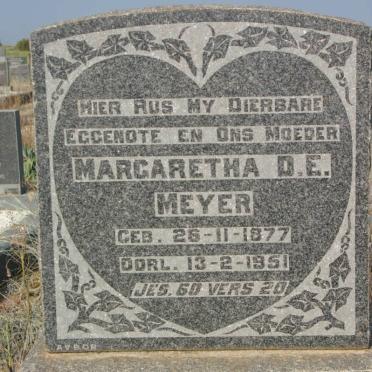 HIER RUS MY DIERBARE
EGGENOTE EN ONS MOEDER
MARGARETHA D.E.
MEYER
GEB. 26-11-1877
OORL. 13-2-1951
JES. 60 VERS 20